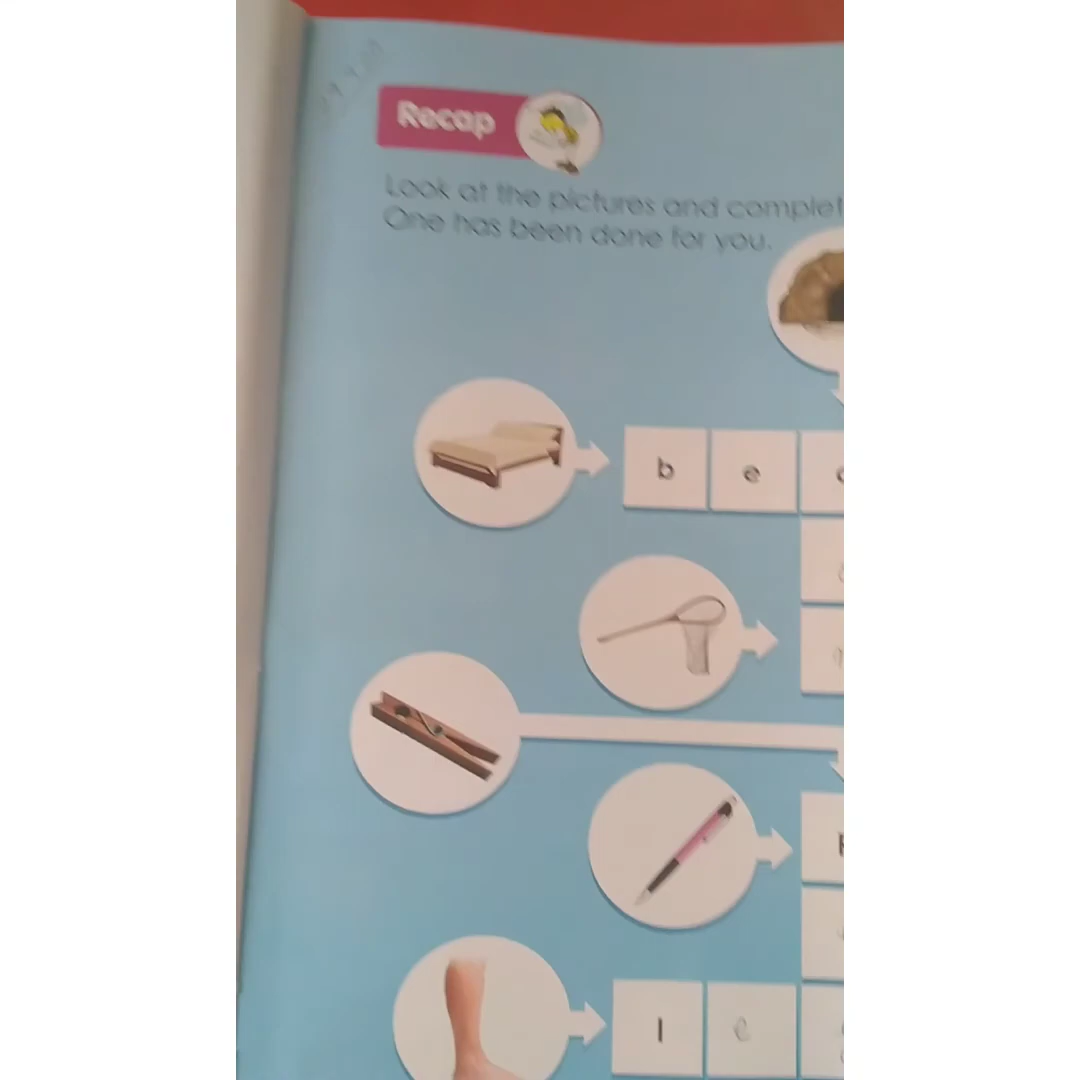 Recap
Look at the pictures and complet
One has been done for you.
b e
l e